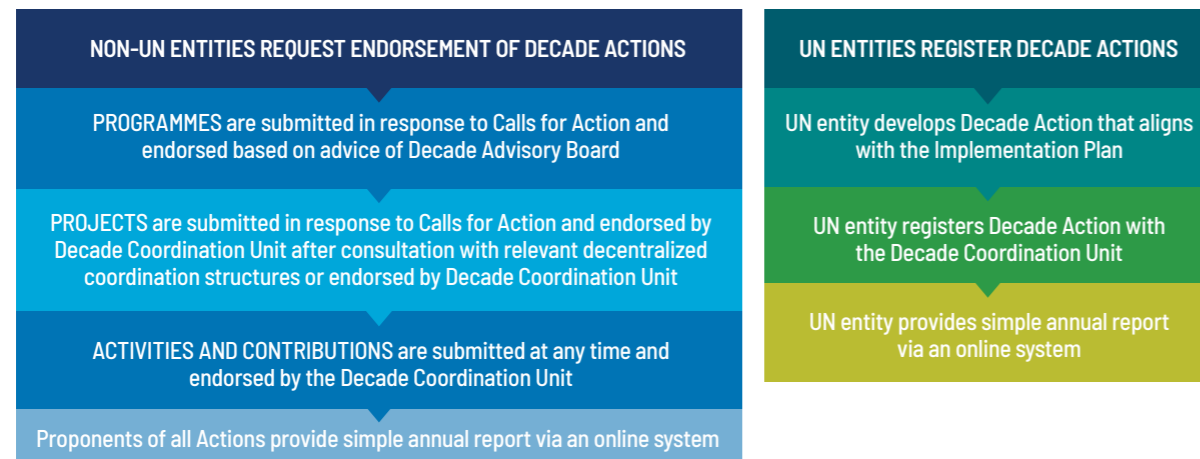 NON-UN ENTITIES REQUEST ENDORSEMENT OF DECADE ACTIONS
PROGRAMMES are submitted in response to Calls for Action and
endorsed based on advice of Decade Advisory Board
PROJECTS are submitted in response to Calls for Action and endorsed by
Decade Coordination Unit after consultation with relevant decentralized
coordination structures or endorsed by Decade Coordination Unit
ACTIVITIES AND CONTRIBUTIONS are submitted at any time and
endorsed by the Decade Coordination Unit
Proponents of all Actions provide simple annual report via an online system
UN ENTITIES REGISTER DECADE ACTIONS
UN entity develops Decade Action that aligns
with the Implementation Plan
UN entity registers Decade Action with
the Decade Coordination Unit
UN entity provides simple annual report
via an online system